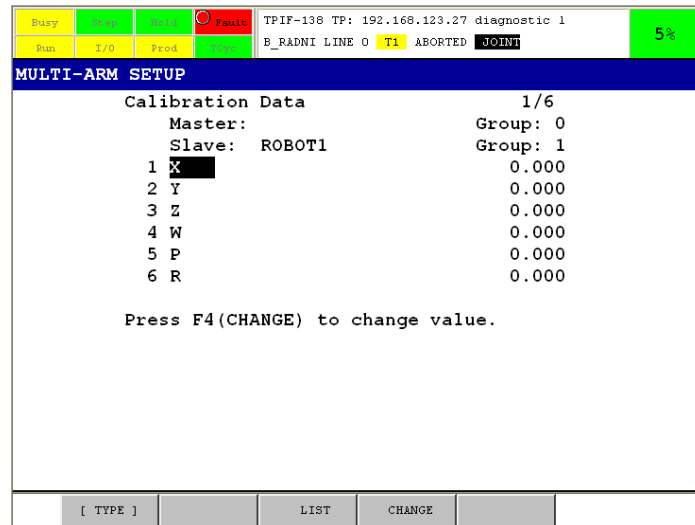 Busy Step Hold Fault TPIF-138 TP: 192.168.123.27 diagnostic l
Run I/O Prod TCyc B_RADNI LINE 0 T1 ABORTED JOINT 5%
MULTI-ARM SETUP
Calibration Data 1/6
Master: Group: 0
Slave: ROBOT1 Group: 1
1 X 0.000
2 Y 0.000
3 Z 0.000
4 W 0.000
5 P 0.000
6 R 0.000
Press F4(CHANGE) to change value.
[ TYPE ] LIST CHANGE